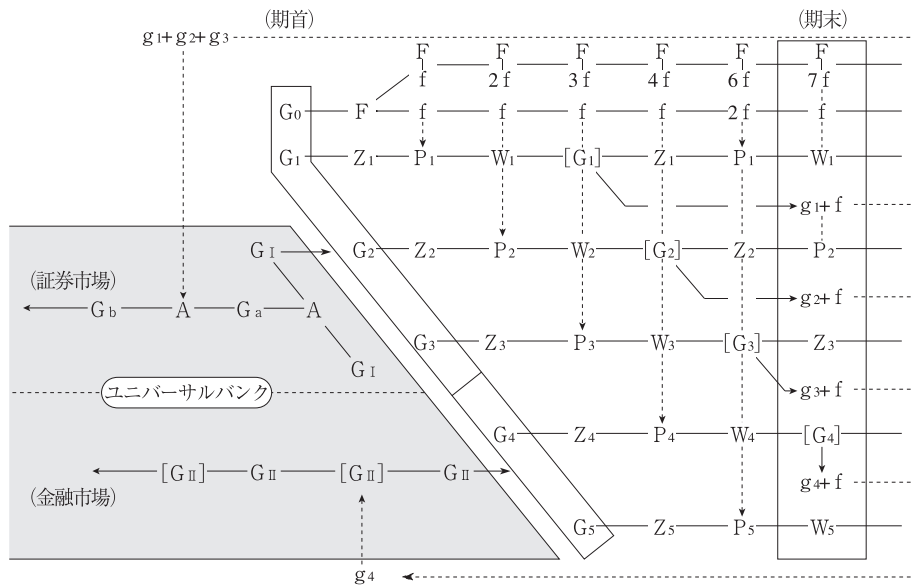 (期首) (期末)
g₁+g₂+g₃
F F F F F F
f 2f 3f 4f 6f 7f
G₀ F f f f f 2f f
G₁ Z₁ P₁ W₁ [G₁] Z₁ P₁ W₁
g₁+f
GⅠ G₂ Z₂ P₂ W₂ [G₂] Z₂ P₂
(証券市場)
g₂+f
Gb A Ga A
G₃ Z₃ P₃ W₃ [G₃] Z₃
GⅠ
ユニバーサルバンク
g₃+f
G₄ Z₄ P₄ W₄ [G₄]
[GⅡ] GⅡ [GⅡ] GⅡ
g₄+f
(金融市場)
G₅ Z₅ P₅ W₅
g₄